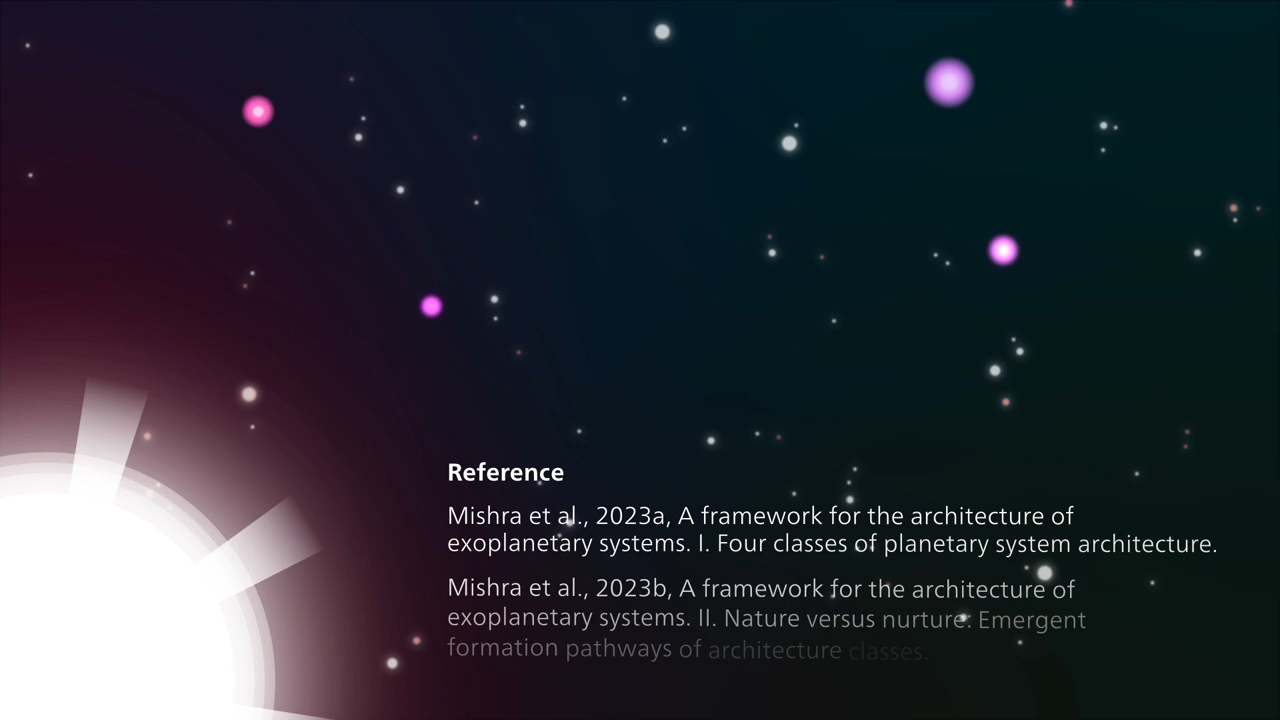 Reference
Mishra et al., 2023a, A framework for the architecture of
exoplanetary systems. I. Four classes of planetary system architecture.
Mishra et al., 2023b, A framework for the architecture of
exoplanetary systems. II. Nature versus nurture: Emergent
formation pathways of architecture classes.